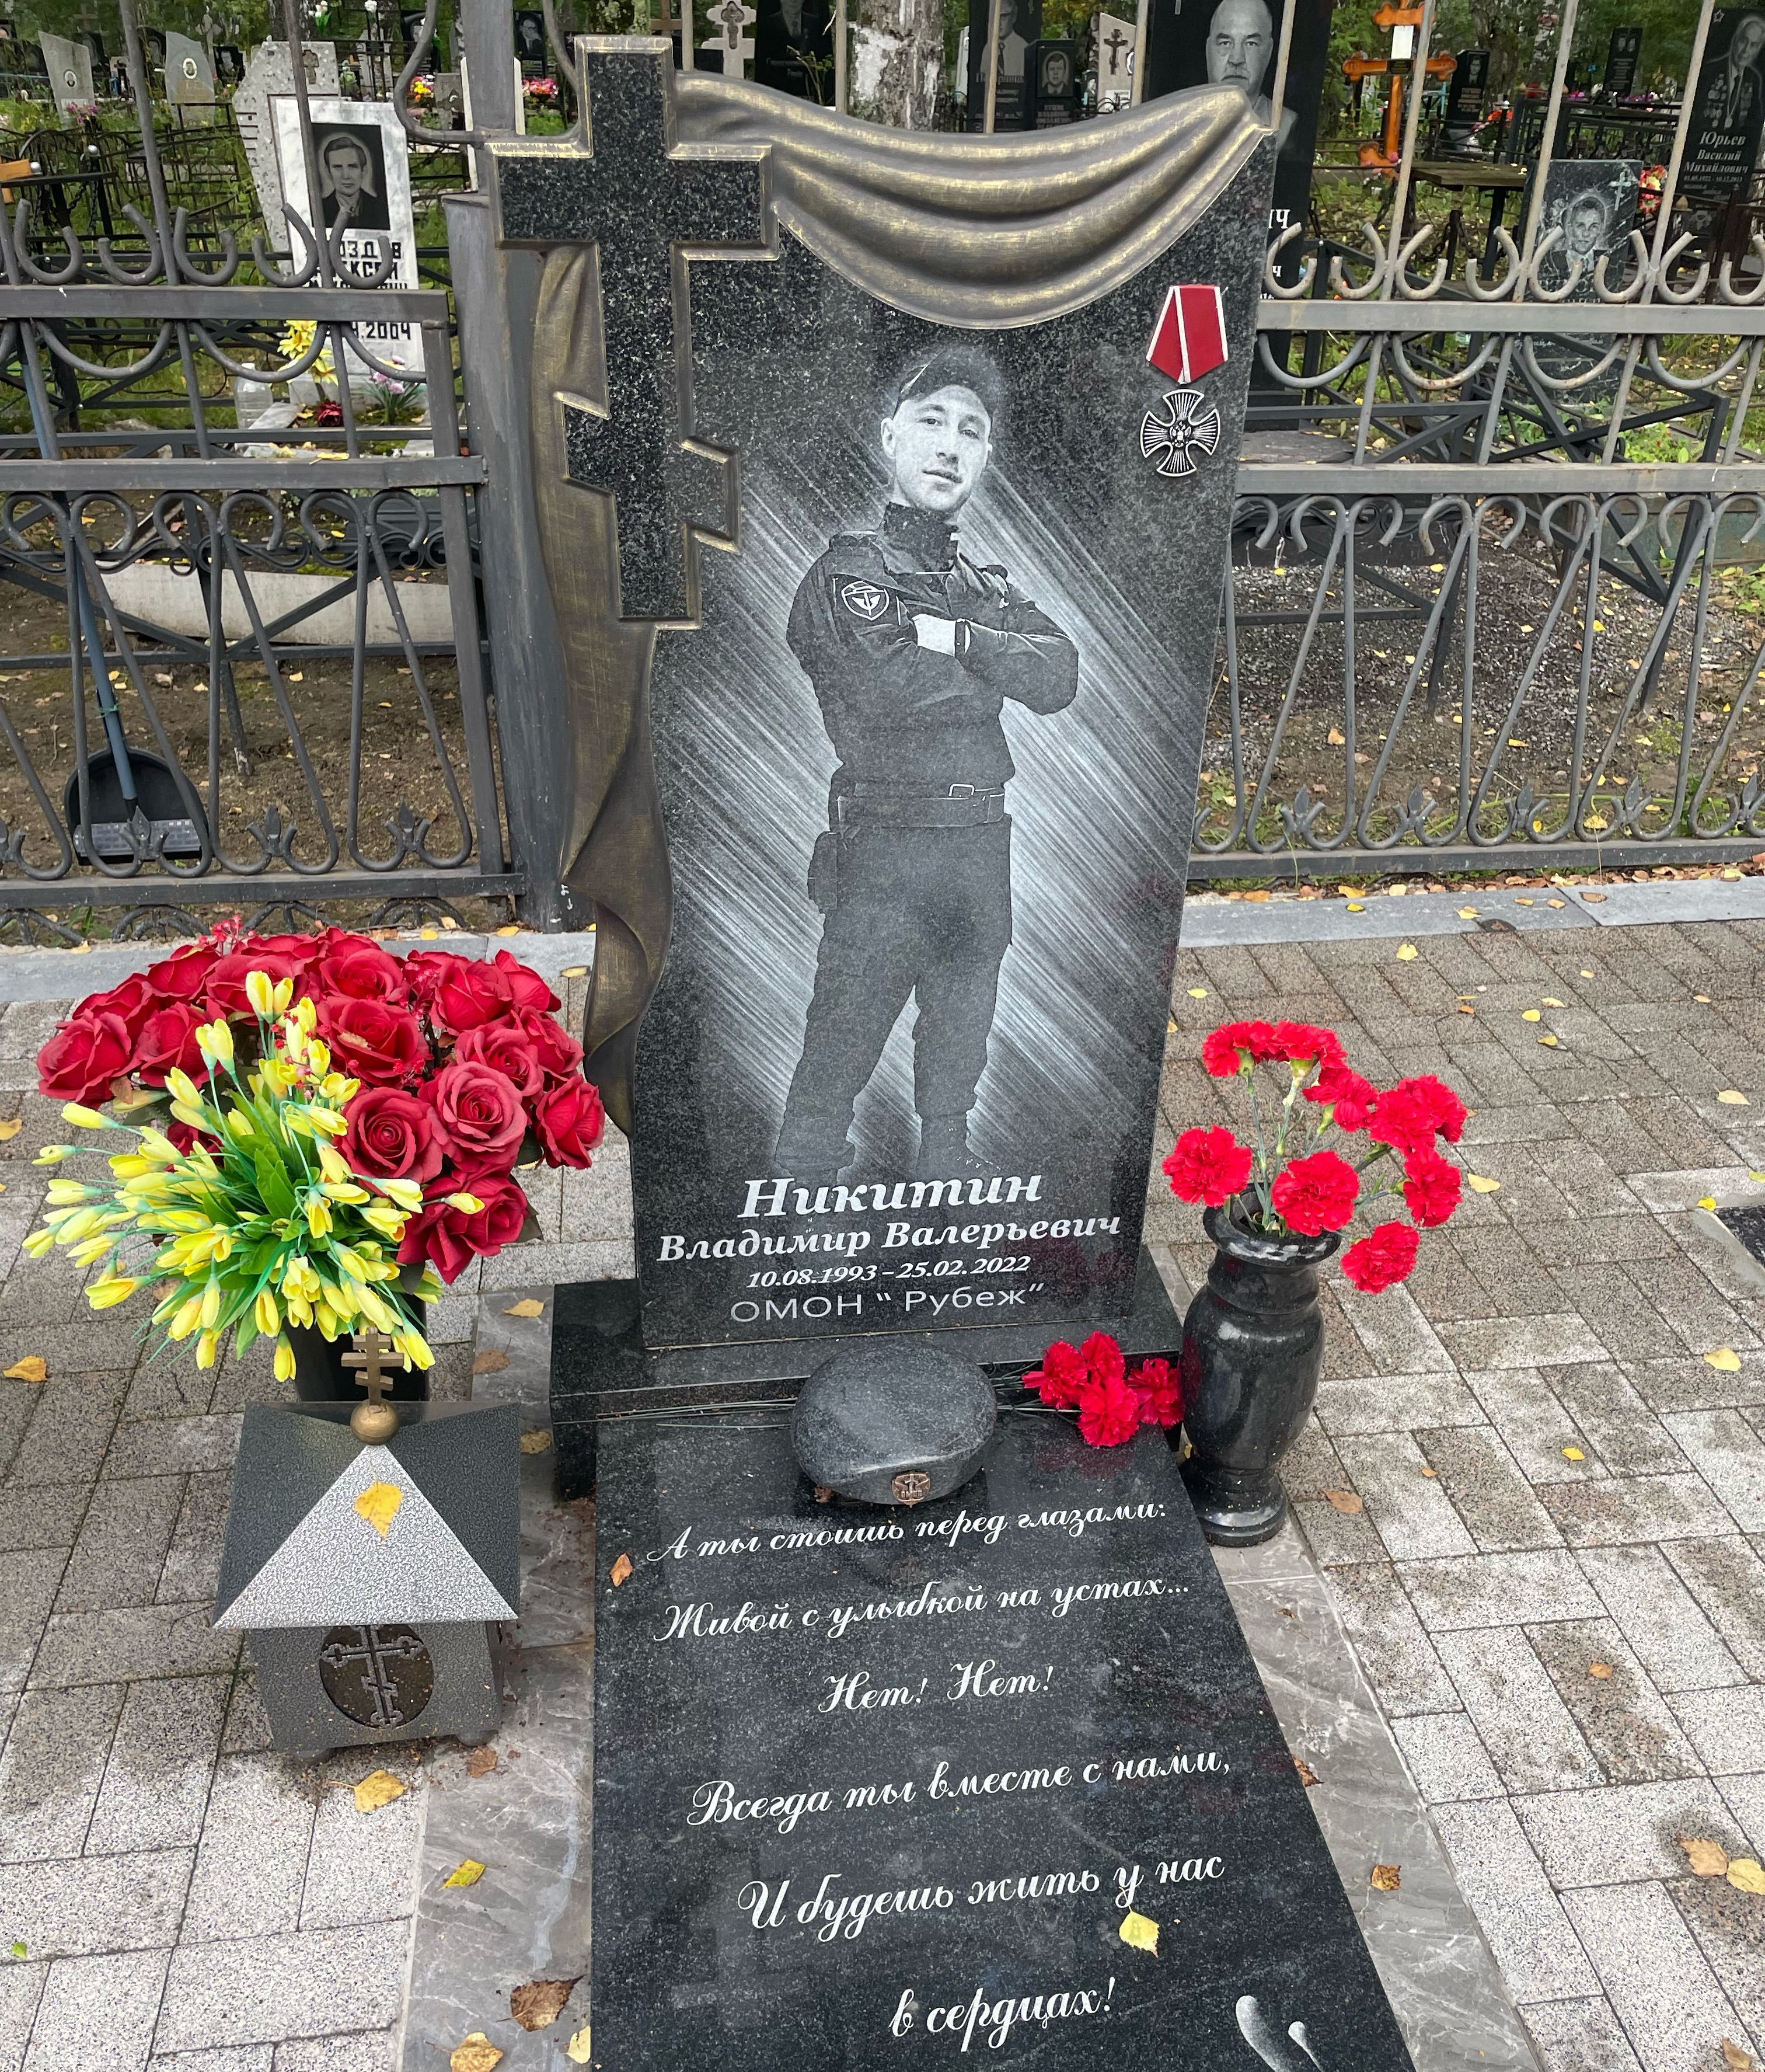 Юрьев
Василий
Михайлович
Никитин
Владимир Валерьевич
10.08.1993 – 25.02.2022
ОМОН " Рубеж"
ОМОН
А ты стоишь перед глазами:
Живой с улыбкой на устах...
Нет! Нет!
Всегда ты вместе с нами,
И будешь жить у нас
в сердцах!